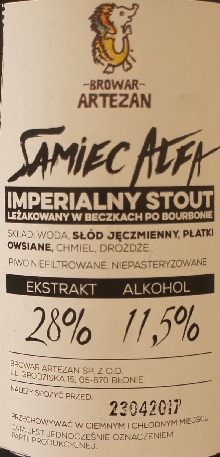 BROWAR
ARTEZAN
SAMIEC ALFA
IMPERIALNY STOUT
LEŻAKOWANY W BECZKACH PO BOURBONIE
SKŁAD: WODA, SŁÓD JĘCZMIENNY, PŁATKI
OWSIANE, CHMIEL, DROŻDŻE.
PIWO NIEFILTROWANE, NIEPASTERYZOWANE
EKSTRAKT ALKOHOL
28% 11,5%
BROWAR ARTEZAN SP. Z O.O.
UL. GRODZISKA 15, 05-870 BŁONIE
NALEŻY SPOŻYĆ PRZED:
23042017
PRZECHOWYWAĆ W CIEMNYM I CHŁODNYM MIEJSCU
DATA JEST JEDNOCZEŚNIE OZNACZENIEM
PARTII PRODUKCYJNEJ.